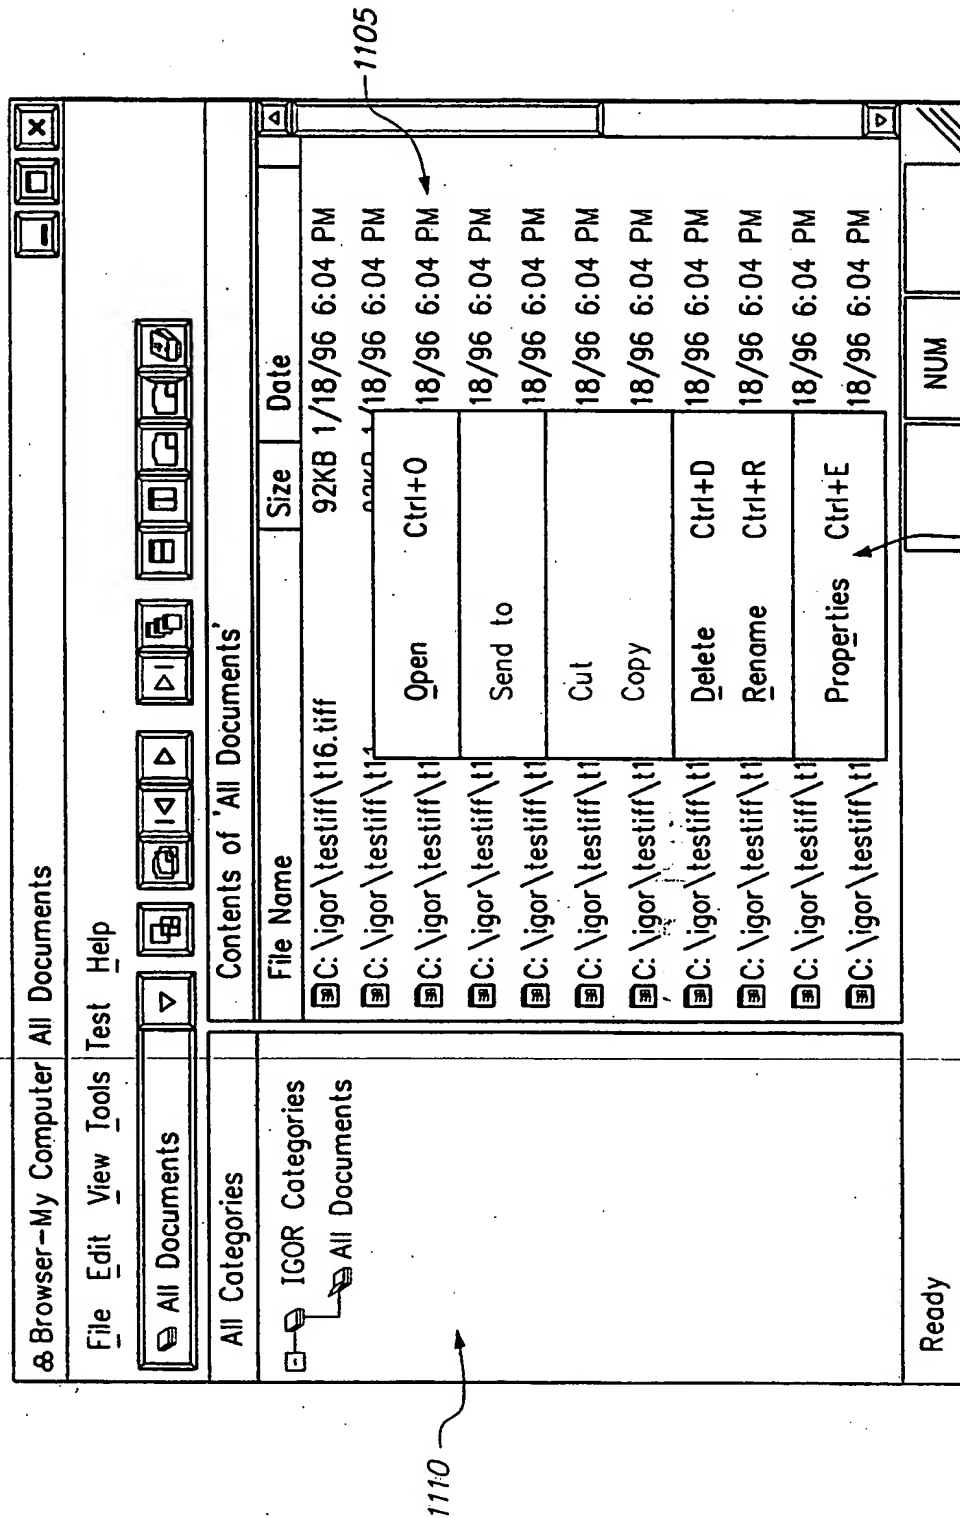 Browser-My Computer All Documents
File Edit View Tools Test Help
All Documents
All Categories
Contents of 'All Documents'
IGOR Categories
All Documents
File Name Size Date
C: \igor\testiff\t16.tiff 92KB 1/18/96 6:04 PM
C: \igor\testiff\t1 92KB 1/18/96 6:04 PM
C: \igor\testiff\t1 18/96 6:04 PM
C: \igor\testiff\t1 18/96 6:04 PM
C: \igor\testiff\t1 18/96 6:04 PM
C: \igor\testiff\t1 18/96 6:04 PM
C: \igor\testiff\t1 18/96 6:04 PM
C: \igor\testiff\t1 18/96 6:04 PM
C: \igor\testiff\t1 18/96 6:04 PM
C: \igor\testiff\t1 18/96 6:04 PM
C: \igor\testiff\t1 18/96 6:04 PM
Open Ctrl+O
Send to
Cut
Copy
Delete Ctrl+D
Rename Ctrl+R
Properties Ctrl+E
Ready
NUM
1105
1110